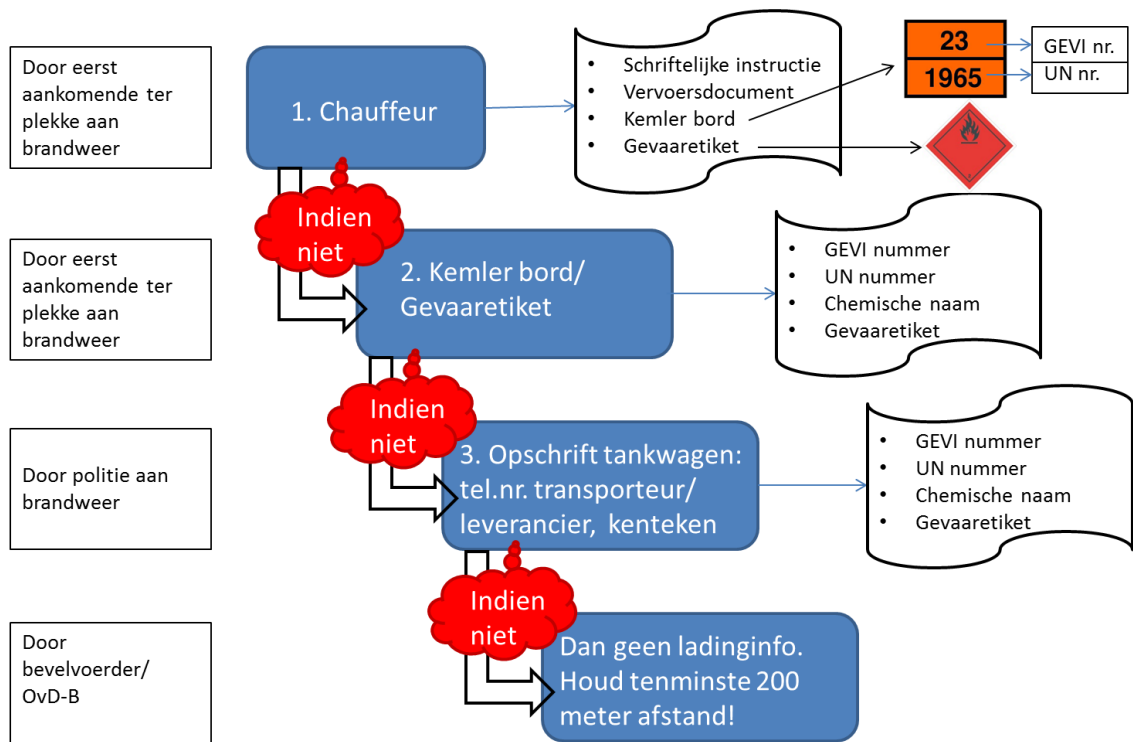 Door eerst
aankomende ter
plekke aan
brandweer
1. Chauffeur
• Schriftelijke instructie
• Vervoersdocument
• Kemler bord
• Gevaaretiket
23
1965
GEVI nr.
UN nr.
Indien
niet
Door eerst
aankomende ter
plekke aan
brandweer
2. Kemler bord/
Gevaaretiket
• GEVI nummer
• UN nummer
• Chemische naam
• Gevaaretiket
Indien
niet
Door politie aan
brandweer
3. Opschrift tankwagen:
tel.nr. transporteur/
leverancier, kenteken
• GEVI nummer
• UN nummer
• Chemische naam
• Gevaaretiket
Indien
niet
Door
bevelvoerder/
OvD-B
Dan geen ladinginfo.
Houd tenminste 200
meter afstand!